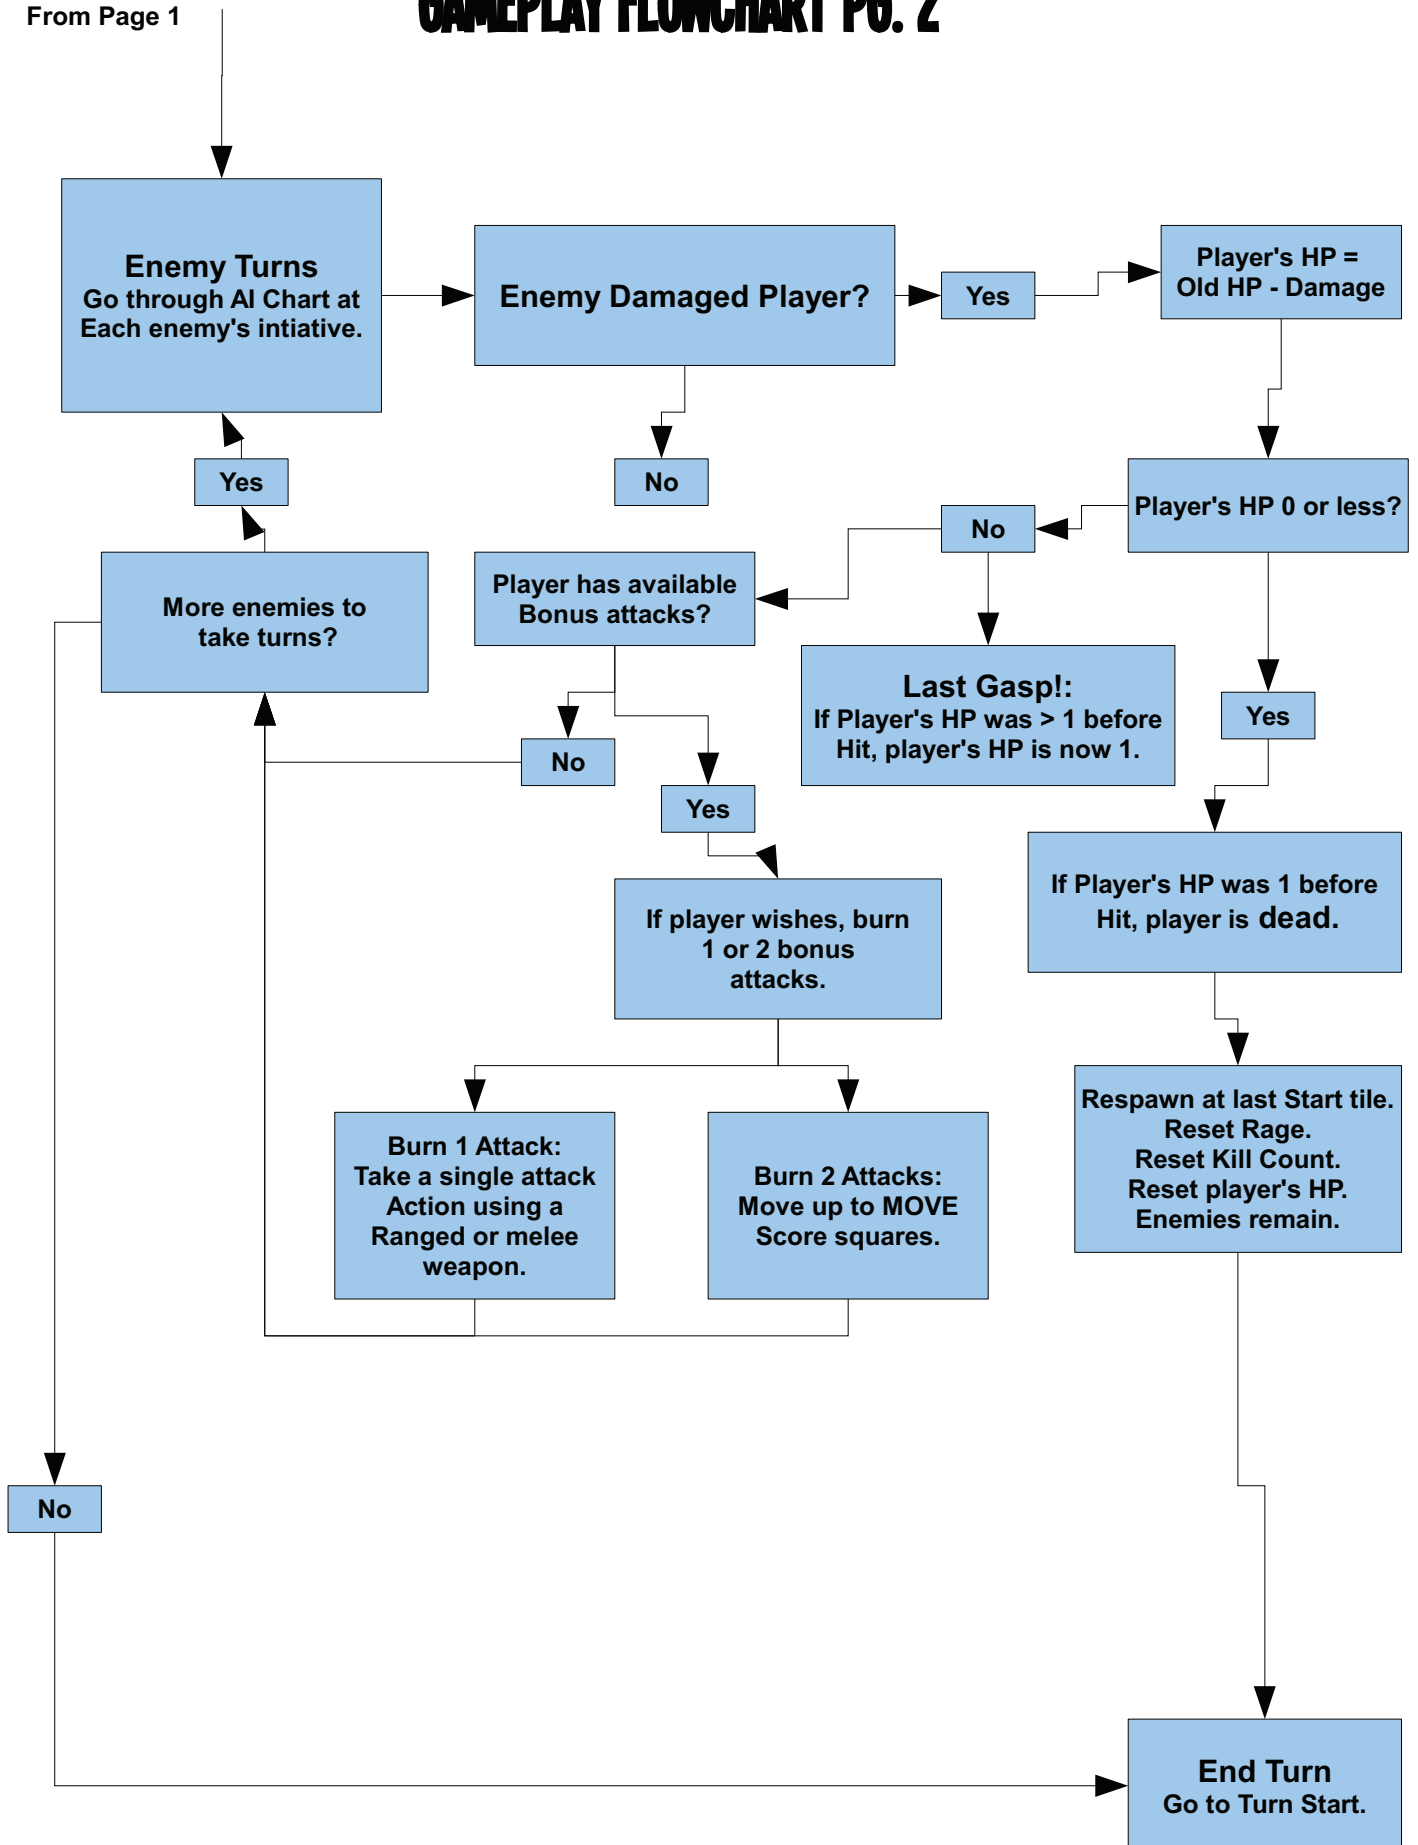 From Page 1
GAMEPLAY FLOWCHART PG. 2
Enemy Turns
Go through AI Chart at
Each enemy's intiative.
Enemy Damaged Player?
Yes
Player's HP =
Old HP - Damage
Yes
No
Player's HP 0 or less?
No
More enemies to
take turns?
Player has available
Bonus attacks?
Last Gasp!:
If Player's HP was > 1 before
Hit, player's HP is now 1.
Yes
No
Yes
If Player's HP was 1 before
Hit, player is dead.
If player wishes, burn
1 or 2 bonus
attacks.
Burn 1 Attack:
Take a single attack
Action using a
Ranged or melee
weapon.
Burn 2 Attacks:
Move up to MOVE
Score squares.
Respawn at last Start tile.
Reset Rage.
Reset Kill Count.
Reset player's HP.
Enemies remain.
No
End Turn
Go to Turn Start.